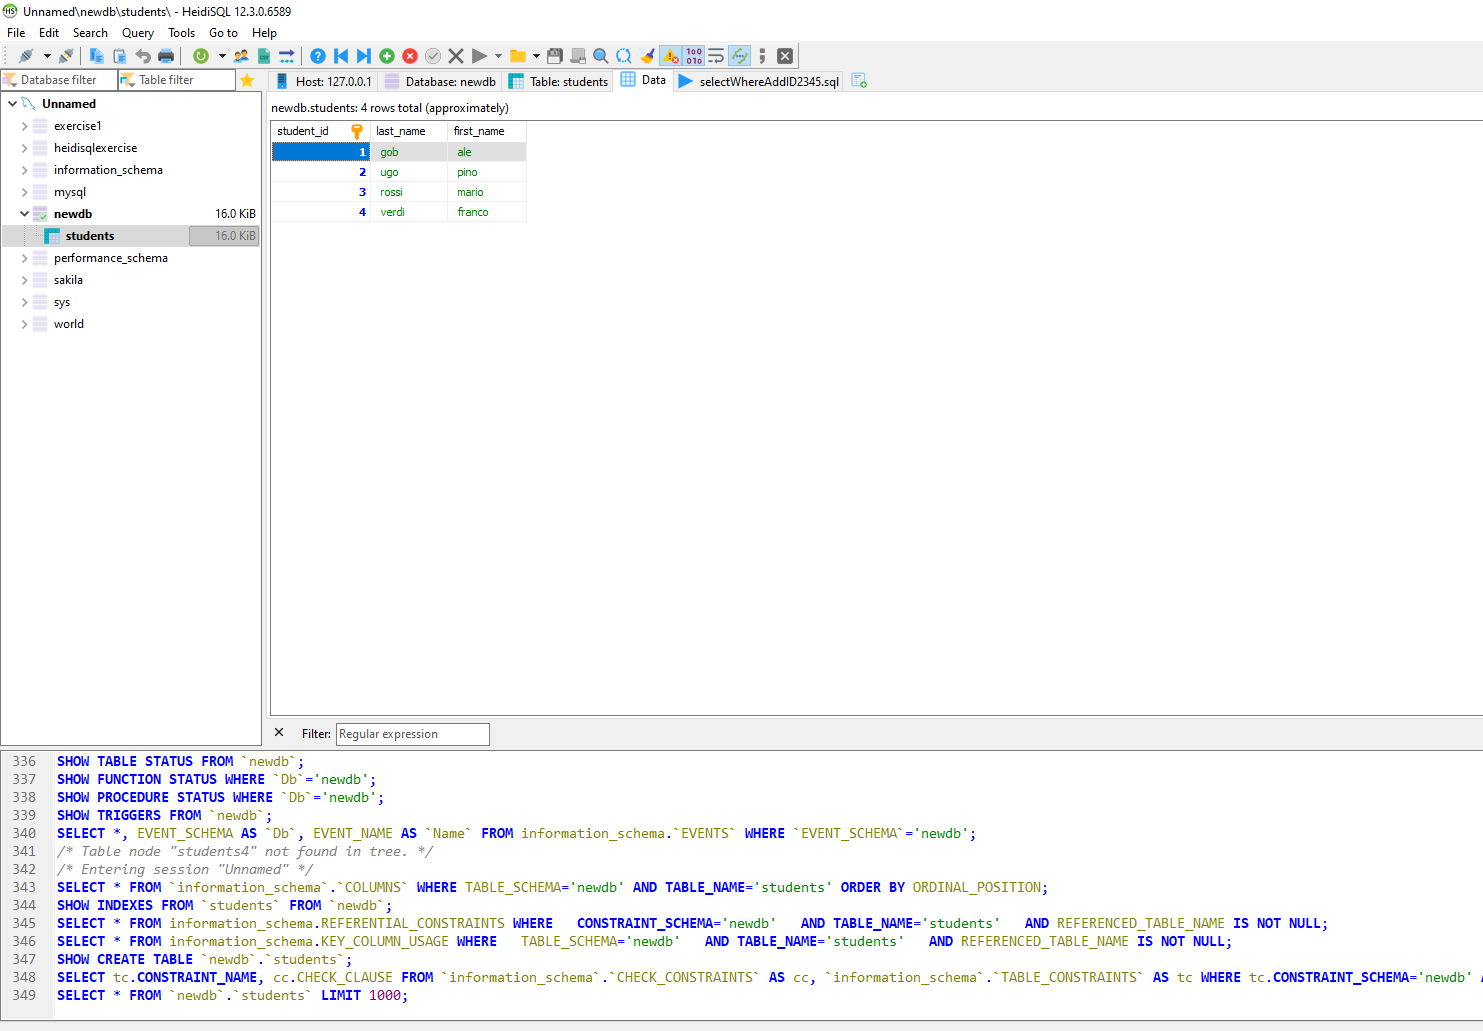 Unnamed\newdb\students\ - HeidiSQL 12.3.0.6589
File Edit Search Query Tools Go to Help
Database filter Table filter Host: 127.0.0.1 Database: newdb Table: students Data selectWhereAddID2345.sql
Unnamed
exercise1
heidisqlexercise
information_schema
mysql
newdb 16.0 KiB
students 16.0 KiB
performance_schema
sakila
sys
world
newdb.students: 4 rows total (approximately)
student_id last_name first_name
1 gob ale
2 ugo pino
3 rossi mario
4 verdi franco
Filter: Regular expression
336 SHOW TABLE STATUS FROM `newdb`;
337 SHOW FUNCTION STATUS WHERE `Db`='newdb';
338 SHOW PROCEDURE STATUS WHERE `Db`='newdb';
339 SHOW TRIGGERS FROM `newdb`;
340 SELECT *, EVENT_SCHEMA AS `Db`, EVENT_NAME AS `Name` FROM information_schema.`EVENTS` WHERE `EVENT_SCHEMA`='newdb';
341 /* Table node "students4" not found in tree. */
342 /* Entering session "Unnamed" */
343 SELECT * FROM `information_schema`.`COLUMNS` WHERE TABLE_SCHEMA='newdb' AND TABLE_NAME='students' ORDER BY ORDINAL_POSITION;
344 SHOW INDEXES FROM `students` FROM `newdb`;
345 SELECT * FROM information_schema.REFERENTIAL_CONSTRAINTS WHERE   CONSTRAINT_SCHEMA='newdb'   AND TABLE_NAME='students'   AND REFERENCED_TABLE_NAME IS NOT NULL;
346 SELECT * FROM information_schema.KEY_COLUMN_USAGE WHERE   TABLE_SCHEMA='newdb'   AND TABLE_NAME='students'   AND REFERENCED_TABLE_NAME IS NOT NULL;
347 SHOW CREATE TABLE `newdb`.`students`;
348 SELECT tc.CONSTRAINT_NAME, cc.CHECK_CLAUSE FROM `information_schema`.`CHECK_CONSTRAINTS` AS cc, `information_schema`.`TABLE_CONSTRAINTS` AS tc WHERE tc.CONSTRAINT_SCHEMA='newdb'
349 SELECT * FROM `newdb`.`students` LIMIT 1000;